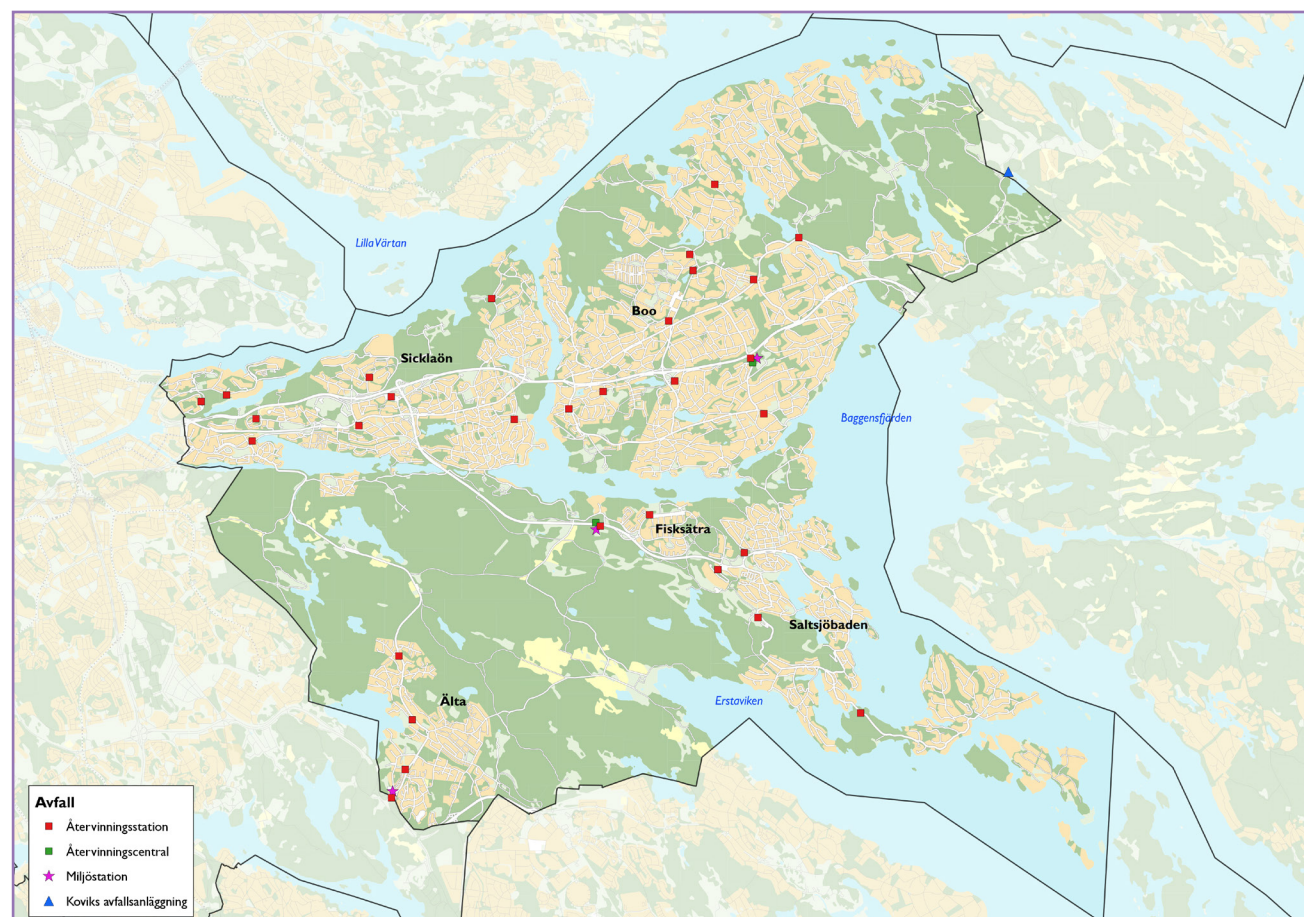 Lilla Värtan
Boo
Sicklaön
Baggensfjärden
Fisksätra
Saltsjöbaden
Älta
Erstaviken
Avfall
Återvinningsstation
Återvinningscentral
Miljöstation
Koviks avfallsanläggning